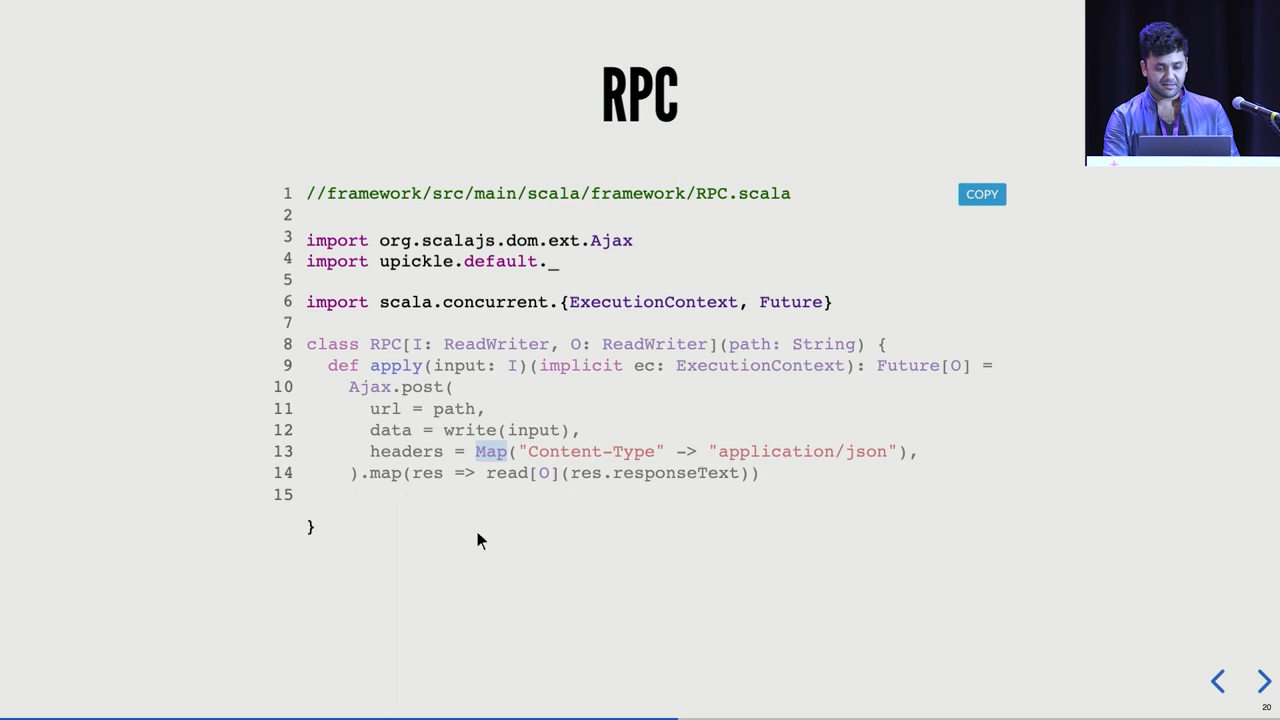 RPC
COPY
1 //framework/src/main/scala/framework/RPC.scala
2
3 import org.scalajs.dom.ext.Ajax
4 import upickle.default._
5
6 import scala.concurrent.{ExecutionContext, Future}
7
8 class RPC[I: ReadWriter, O: ReadWriter](path: String) {
9   def apply(input: I)(implicit ec: ExecutionContext): Future[O] =
10     Ajax.post(
11       url = path,
12       data = write(input),
13       headers = Map("Content-Type" -> "application/json"),
14     ).map(res => read[O](res.responseText))
15
}
20